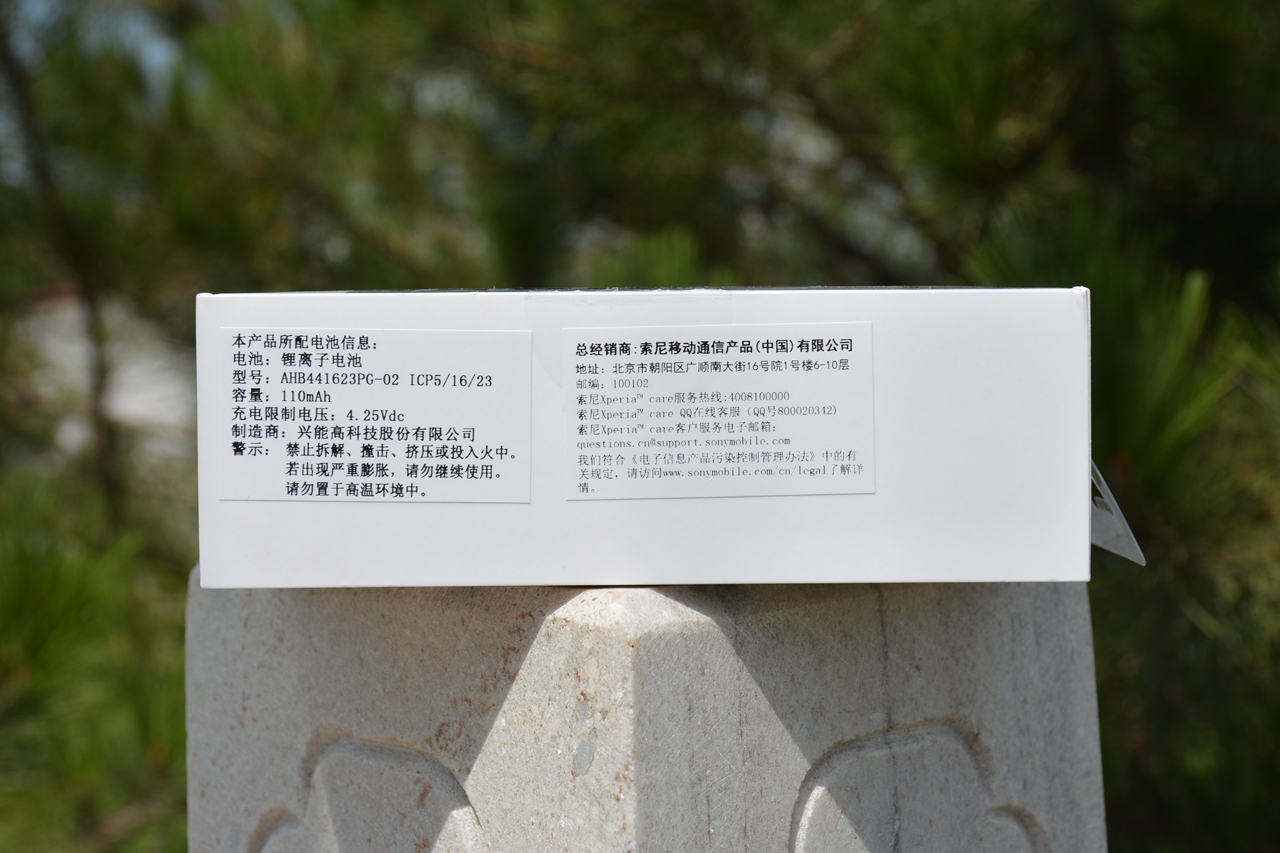 本产品所配电池信息:
电池: 锂离子电池
型号: AHB441623PG-02 ICP5/16/23
容量: 110mAh
充电限制电压: 4.25Vdc
制造商: 兴能高科技股份有限公司
警示: 禁止拆解、撞击、挤压或投入火中。
若出现严重膨胀，请勿继续使用。
请勿置于高温环境中。
总经销商:索尼移动通信产品(中国)有限公司
地址: 北京市朝阳区广顺南大街16号院1号楼6-10层
邮编: 100102
索尼Xperia™ care服务热线:4008100000
索尼Xperia™ care QQ在线客服（QQ号800020342)
索尼Xperia™ care客户服务电子邮箱:
questions.cn@support.sonymobile.com
我们符合《电子信息产品污染控制管理办法》中的有
关规定，请访问www.sonymobile.com/cn/legal了解详
情。